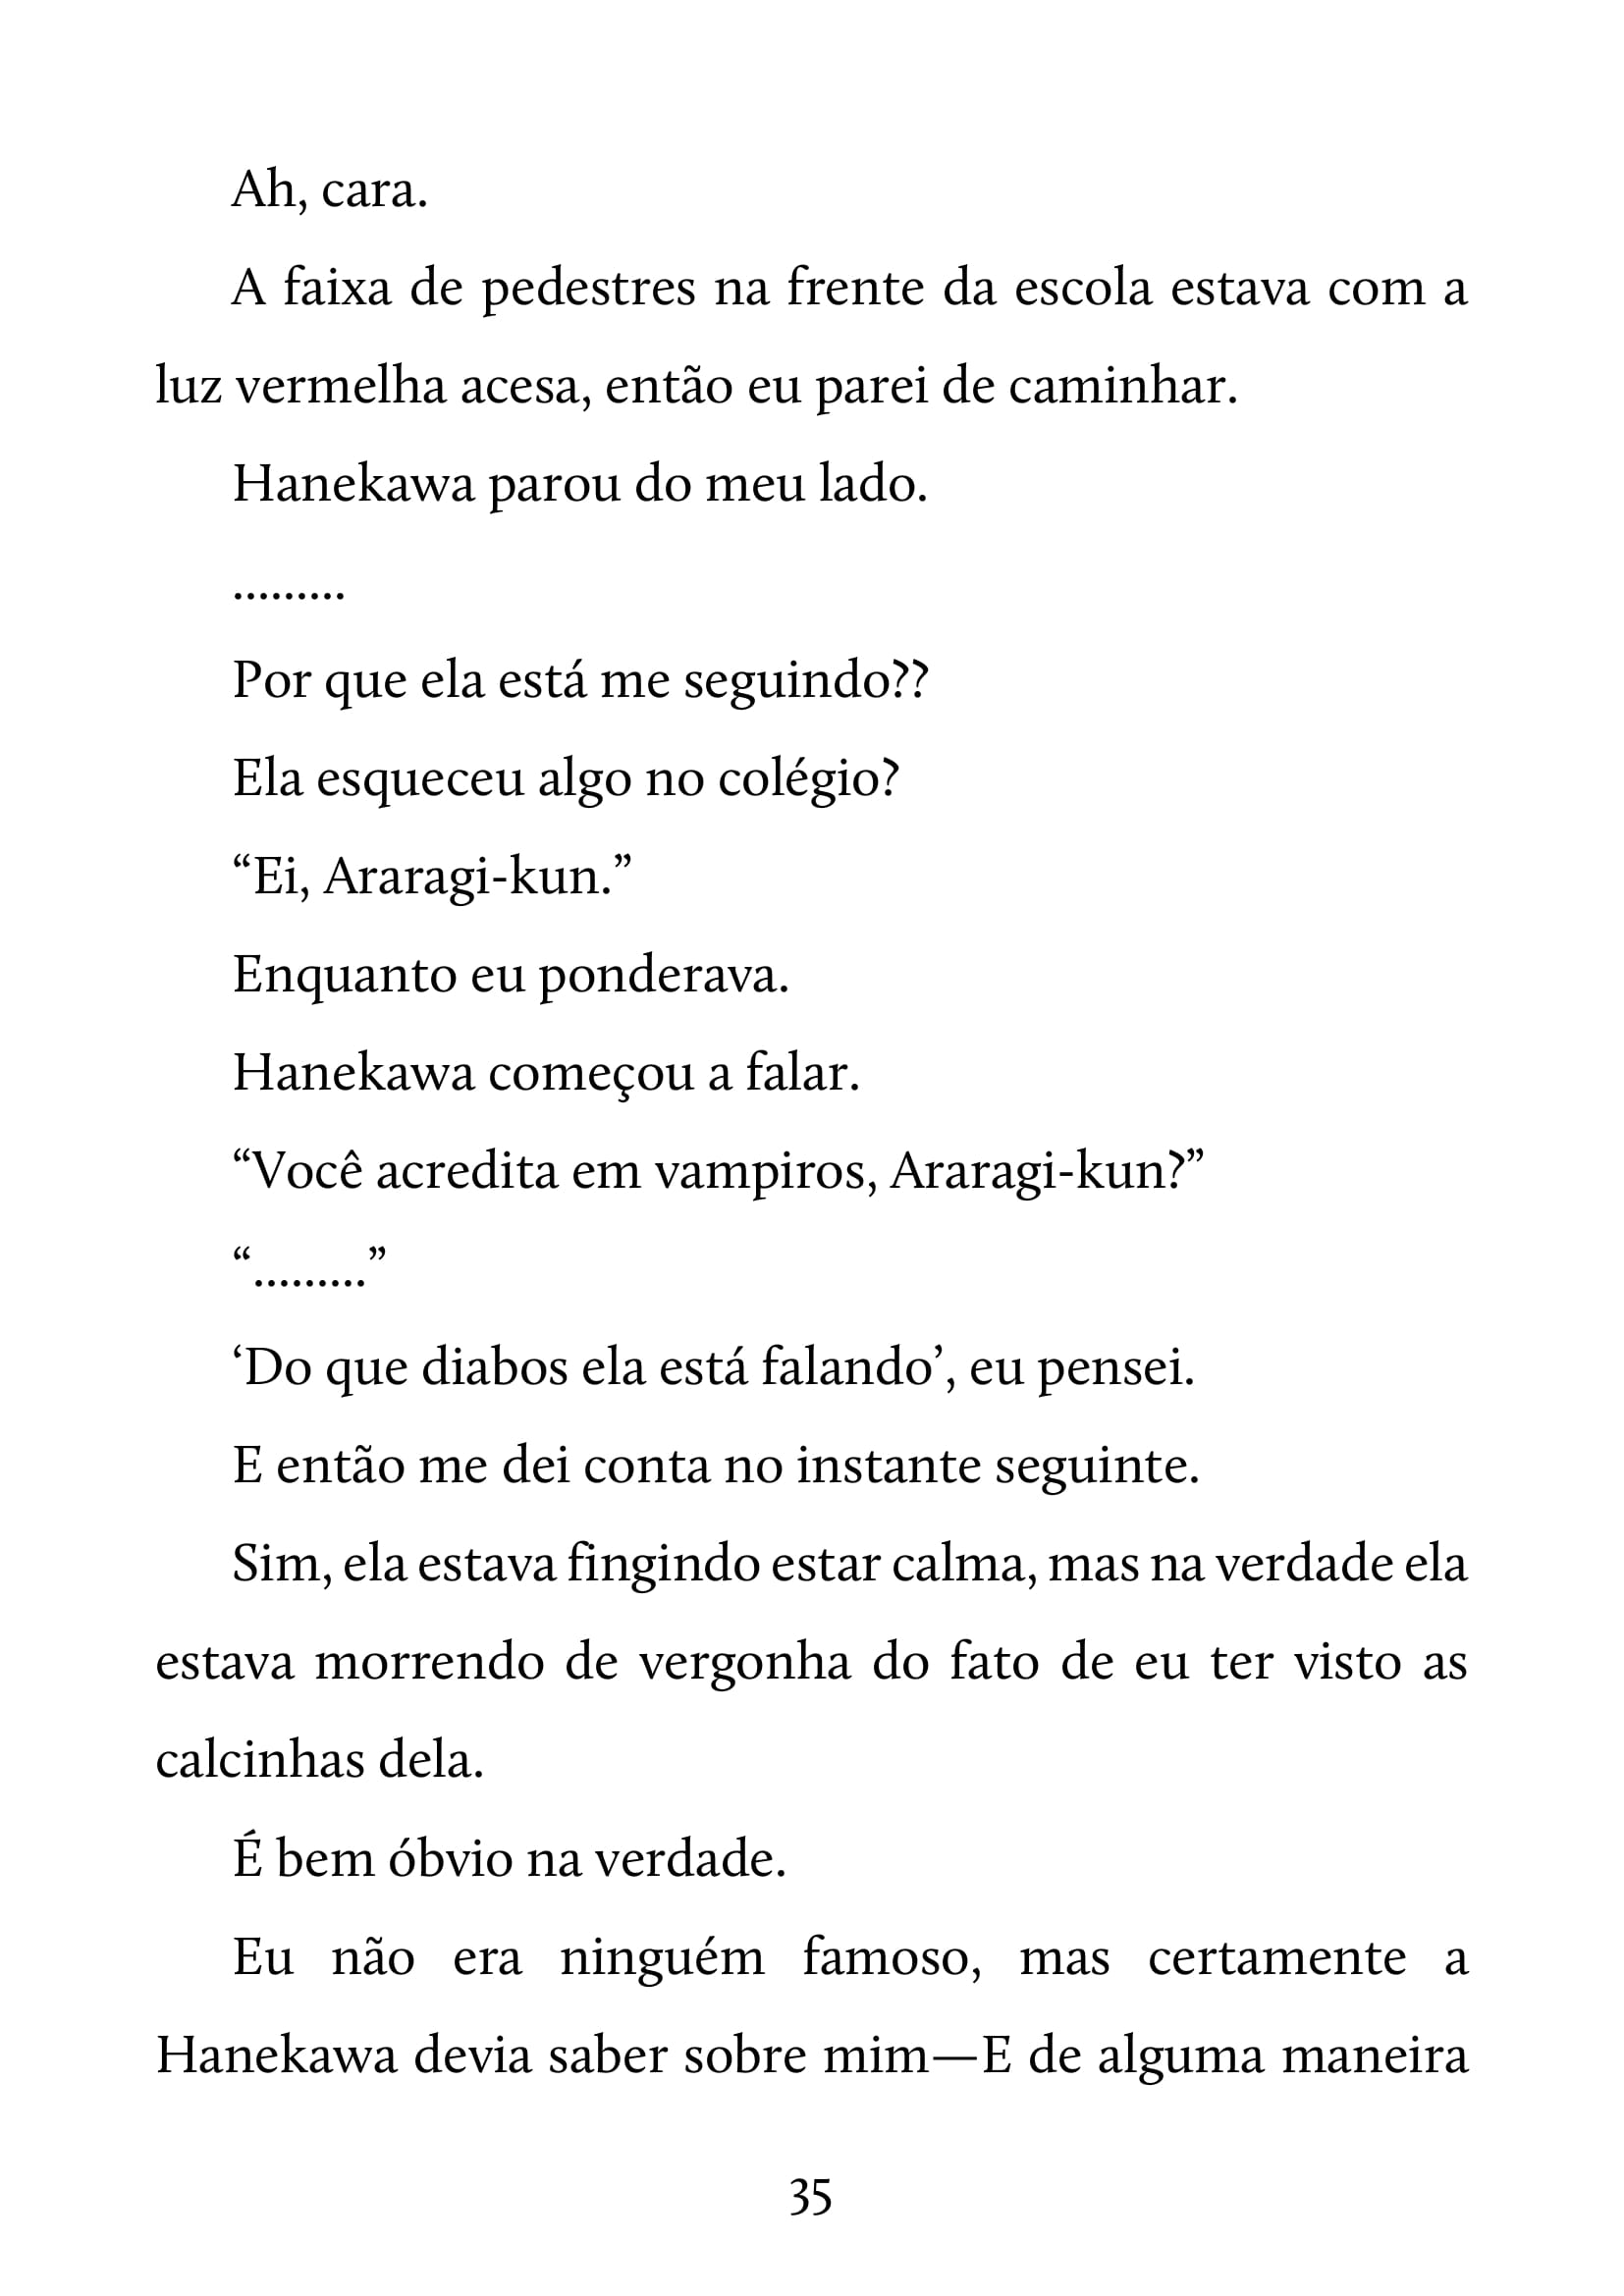 Ah, cara.
A faixa de pedestres na frente da escola estava com a
luz vermelha acesa, então eu parei de caminhar.
Hanekawa parou do meu lado.
.........
Por que ela está me seguindo??
Ela esqueceu algo no colégio?
“Ei, Araragi-kun.”
Enquanto eu ponderava.
Hanekawa começou a falar.
“Você acredita em vampiros, Araragi-kun?”
“.........”
‘Do que diabos ela está falando’, eu pensei.
E então me dei conta no instante seguinte.
Sim, ela estava fingindo estar calma, mas na verdade ela
estava morrendo de vergonha do fato de eu ter visto as
calcinhas dela.
É bem óbvio na verdade.
Eu não era ninguém famoso, mas certamente a
Hanekawa devia saber sobre mim—E de alguma maneira
35